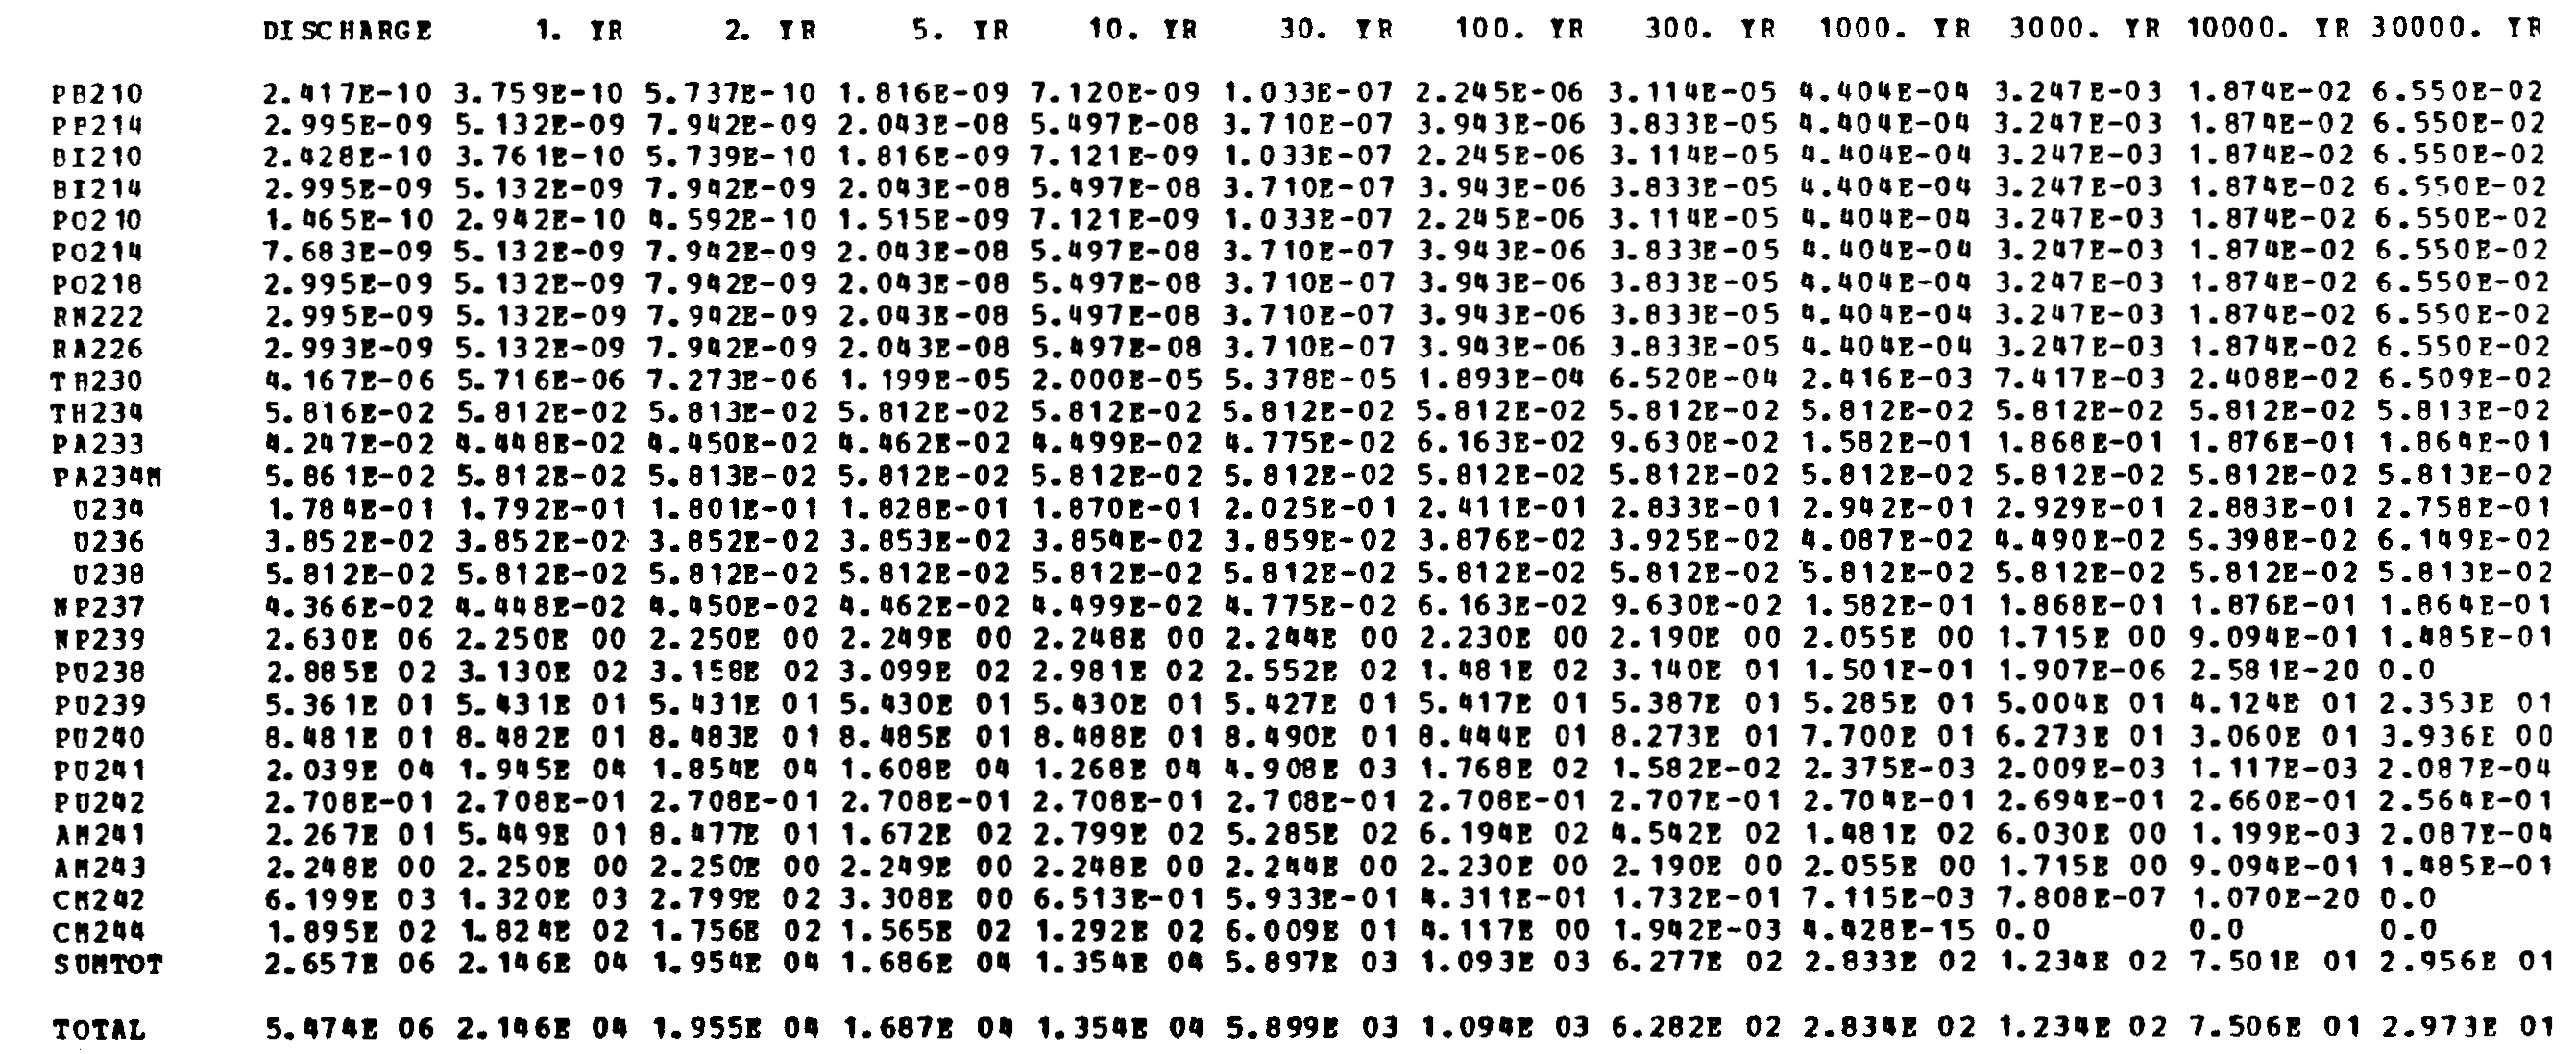 DISCHARGE 1. YR 2. YR 5. YR 10. YR 30. YR 100. YR 300. YR 1000. YR 3000. YR 10000. YR 30000. YR
PB210 2.417E-10 3.759E-10 5.737E-10 1.816E-09 7.120E-09 1.033E-07 2.245E-06 3.114E-05 4.404E-04 3.247E-03 1.874E-02 6.550E-02
PB214 2.995E-09 5.132E-09 7.942E-09 2.043E-08 5.497E-08 3.710E-07 3.943E-06 3.833E-05 4.404E-04 3.247E-03 1.874E-02 6.550E-02
BI210 2.428E-10 3.761E-10 5.739E-10 1.816E-09 7.121E-09 1.033E-07 2.245E-06 3.114E-05 4.404E-04 3.247E-03 1.874E-02 6.550E-02
BI214 2.995E-09 5.132E-09 7.942E-09 2.043E-08 5.497E-08 3.710E-07 3.943E-06 3.833E-05 4.404E-04 3.247E-03 1.874E-02 6.550E-02
PO210 1.465E-10 2.942E-10 4.592E-10 1.515E-09 7.121E-09 1.033E-07 2.245E-06 3.114E-05 4.404E-04 3.247E-03 1.874E-02 6.550E-02
PO214 7.683E-09 5.132E-09 7.942E-09 2.043E-08 5.497E-08 3.710E-07 3.943E-06 3.833E-05 4.404E-04 3.247E-03 1.874E-02 6.550E-02
PO218 2.995E-09 5.132E-09 7.942E-09 2.043E-08 5.497E-08 3.710E-07 3.943E-06 3.833E-05 4.404E-04 3.247E-03 1.874E-02 6.550E-02
RN222 2.995E-09 5.132E-09 7.942E-09 2.043E-08 5.497E-08 3.710E-07 3.943E-06 3.833E-05 4.404E-04 3.247E-03 1.874E-02 6.550E-02
RA226 2.993E-09 5.132E-09 7.942E-09 2.043E-08 5.497E-08 3.710E-07 3.943E-06 3.833E-05 4.404E-04 3.247E-03 1.874E-02 6.550E-02
TH230 4.167E-06 5.716E-06 7.273E-06 1.199E-05 2.000E-05 5.378E-05 1.893E-04 6.520E-04 2.416E-03 7.417E-03 2.408E-02 6.509E-02
TH234 5.816E-02 5.812E-02 5.813E-02 5.812E-02 5.812E-02 5.812E-02 5.812E-02 5.812E-02 5.812E-02 5.812E-02 5.812E-02 5.813E-02
PA233 4.247E-02 4.448E-02 4.450E-02 4.462E-02 4.499E-02 4.775E-02 6.163E-02 9.630E-02 1.582E-01 1.868E-01 1.876E-01 1.864E-01
PA234M 5.861E-02 5.812E-02 5.813E-02 5.812E-02 5.812E-02 5.812E-02 5.812E-02 5.812E-02 5.812E-02 5.812E-02 5.812E-02 5.813E-02
U234 1.784E-01 1.792E-01 1.801E-01 1.828E-01 1.870E-01 2.025E-01 2.411E-01 2.833E-01 2.942E-01 2.929E-01 2.883E-01 2.758E-01
U236 3.852E-02 3.852E-02 3.852E-02 3.853E-02 3.854E-02 3.859E-02 3.876E-02 3.925E-02 4.087E-02 4.490E-02 5.398E-02 6.149E-02
U238 5.812E-02 5.812E-02 5.812E-02 5.812E-02 5.812E-02 5.812E-02 5.812E-02 5.812E-02 5.812E-02 5.812E-02 5.812E-02 5.813E-02
NP237 4.366E-02 4.448E-02 4.450E-02 4.462E-02 4.499E-02 4.775E-02 6.163E-02 9.630E-02 1.582E-01 1.868E-01 1.876E-01 1.864E-01
NP239 2.630E 06 2.250E 00 2.250E 00 2.249E 00 2.248E 00 2.244E 00 2.230E 00 2.190E 00 2.055E 00 1.715E 00 9.094E-01 1.485E-01
PU238 2.885E 02 3.130E 02 3.158E 02 3.099E 02 2.981E 02 2.552E 02 1.481E 02 3.140E 01 1.501E-01 1.907E-06 2.581E-20 0.0
PU239 5.361E 01 5.431E 01 5.431E 01 5.430E 01 5.430E 01 5.427E 01 5.417E 01 5.387E 01 5.285E 01 5.004E 01 4.124E 01 2.353E 01
PU240 8.481E 01 8.482E 01 8.483E 01 8.485E 01 8.488E 01 8.490E 01 8.444E 01 8.273E 01 7.700E 01 6.273E 01 3.060E 01 3.936E 00
PU241 2.039E 04 1.945E 04 1.854E 04 1.608E 04 1.268E 04 4.908E 03 1.768E 02 1.582E-02 2.375E-03 2.009E-03 1.117E-03 2.087E-04
PU242 2.708E-01 2.708E-01 2.708E-01 2.708E-01 2.708E-01 2.708E-01 2.708E-01 2.707E-01 2.704E-01 2.694E-01 2.660E-01 2.564E-01
AM241 2.267E 01 5.449E 01 8.477E 01 1.672E 02 2.799E 02 5.285E 02 6.194E 02 4.542E 02 1.481E 02 6.030E 00 1.199E-03 2.087E-04
AM243 2.248E 00 2.250E 00 2.250E 00 2.249E 00 2.248E 00 2.244E 00 2.230E 00 2.190E 00 2.055E 00 1.715E 00 9.094E-01 1.485E-01
CM242 6.199E 03 1.320E 03 2.799E 02 3.308E 00 6.513E-01 5.933E-01 4.311E-01 1.732E-01 7.115E-03 7.808E-07 1.070E-20 0.0
CM244 1.895E 02 1.824E 02 1.756E 02 1.565E 02 1.292E 02 6.009E 01 4.117E 00 1.942E-03 4.428E-15 0.0 0.0 0.0
SUMTOT 2.657E 06 2.146E 04 1.954E 04 1.686E 04 1.354E 04 5.897E 03 1.093E 03 6.277E 02 2.833E 02 1.234E 02 7.501E 01 2.956E 01
TOTAL 5.474E 06 2.146E 04 1.955E 04 1.687E 04 1.354E 04 5.899E 03 1.094E 03 6.282E 02 2.834E 02 1.234E 02 7.506E 01 2.973E 01